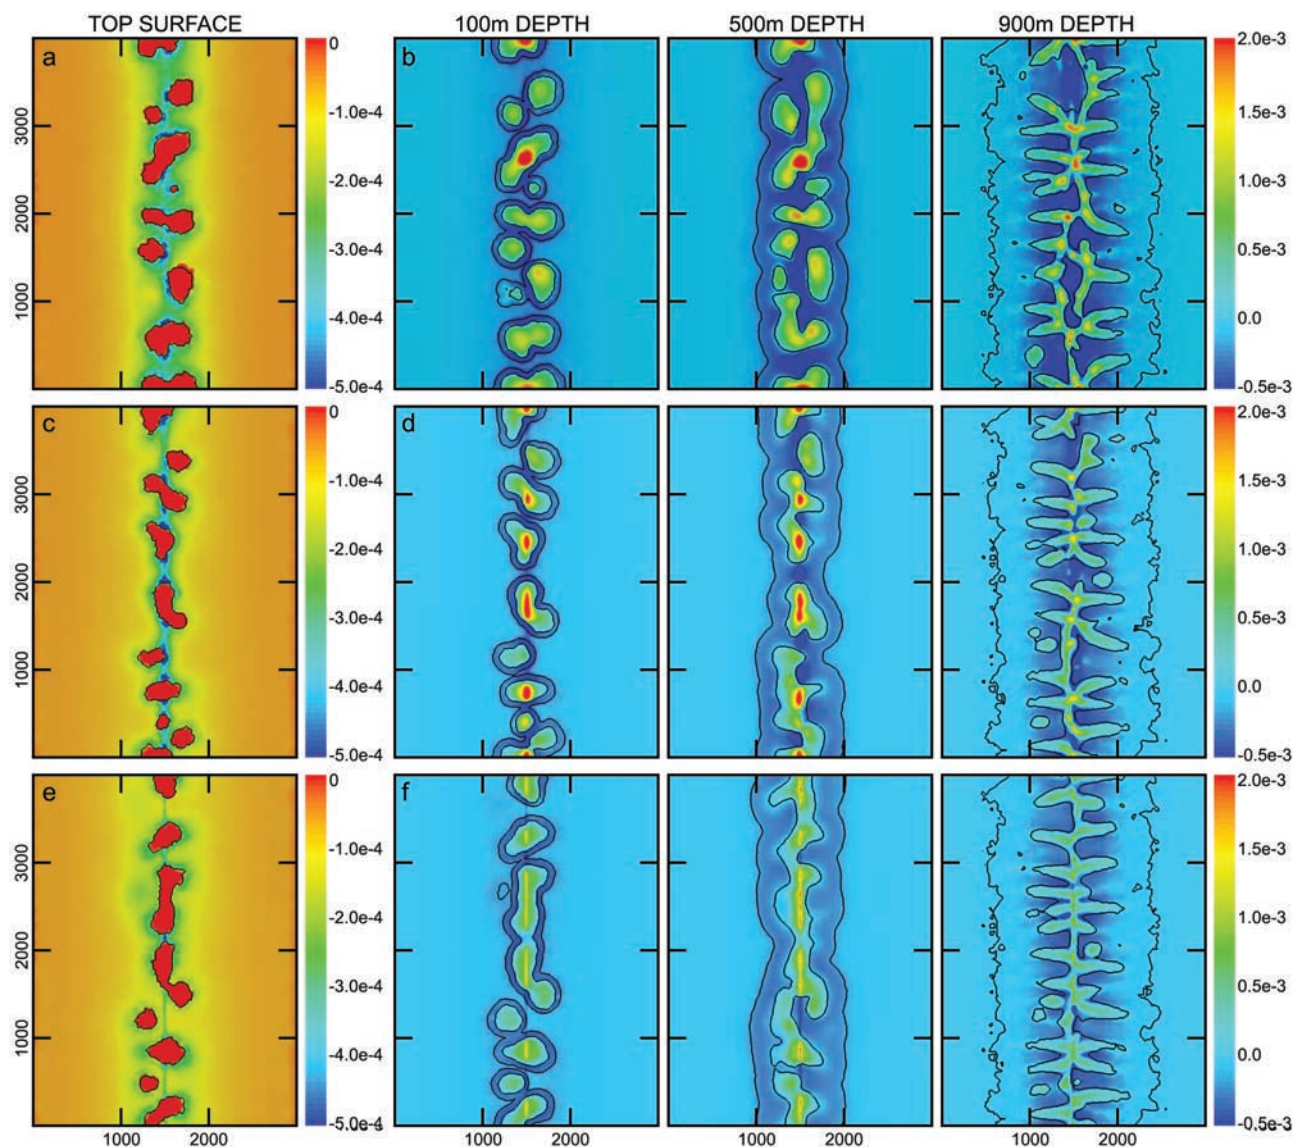 TOP SURFACE 100m DEPTH 500m DEPTH 900m DEPTH
a 0 b 2.0e-3
3000 -1.0e-4 1.5e-3
-2.0e-4 1.0e-3
2000
-3.0e-4 0.5e-3
1000 -4.0e-4 0.0
-5.0e-4 -0.5e-3
c 0 d 2.0e-3
3000 -1.0e-4 1.5e-3
-2.0e-4 1.0e-3
2000
-3.0e-4 0.5e-3
1000 -4.0e-4 0.0
-5.0e-4 -0.5e-3
e 0 f 2.0e-3
3000 -1.0e-4 1.5e-3
-2.0e-4 1.0e-3
2000
-3.0e-4 0.5e-3
1000 -4.0e-4 0.0
-5.0e-4 -0.5e-3
1000 2000 1000 2000 1000 2000 1000 2000